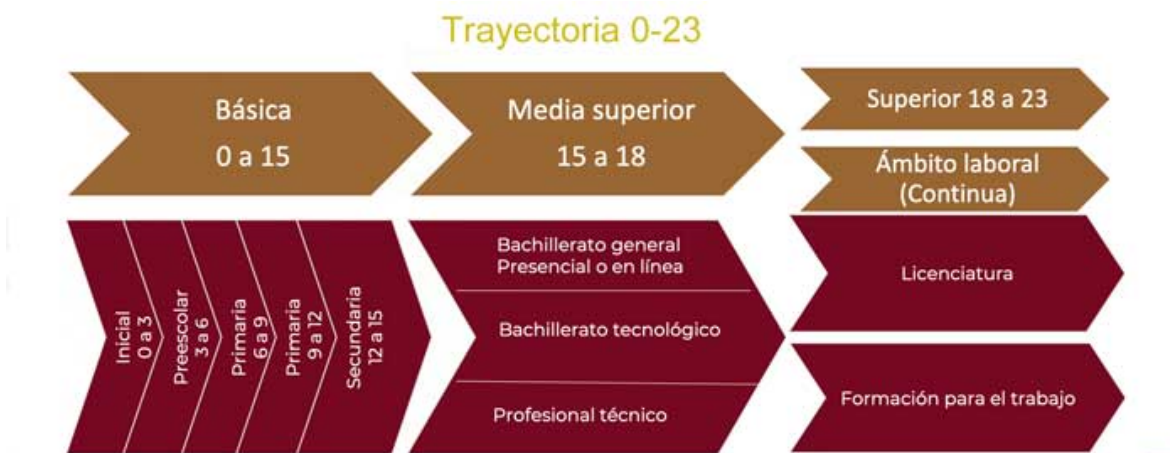 Trayectoria 0-23
Básica
0 a 15
Media superior
15 a 18
Superior 18 a 23
Ámbito laboral
(Continua)
Inicial
0 a 3
Preescolar
3 a 6
Primaria
6 a 9
Primaria
9 a 12
Secundaria
12 a 15
Bachillerato general
Presencial o en línea
Bachillerato tecnológico
Profesional técnico
Licenciatura
Formación para el trabajo